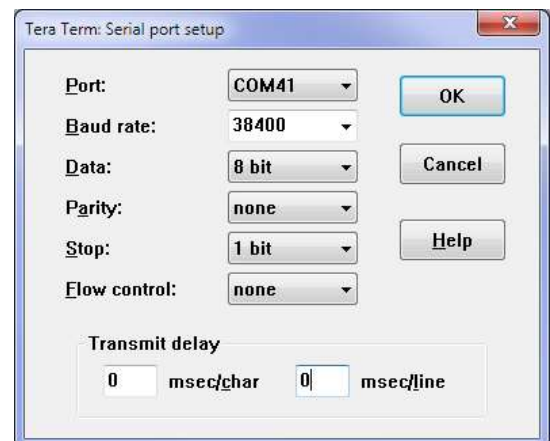 Tera Term: Serial port setup
Port: COM41
OK
Baud rate: 38400
Data: 8 bit
Cancel
Parity: none
Stop: 1 bit
Help
Flow control: none
Transmit delay
0 msec/char 0 msec/line